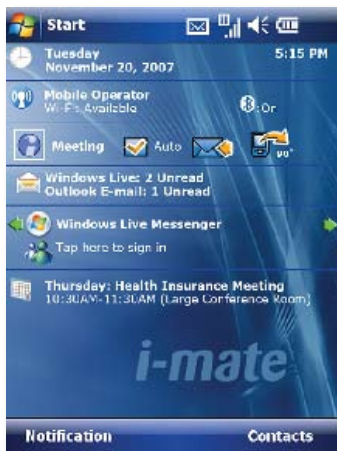 Start
Tuesday 5:15 PM
November 20, 2007
Mobile Operator
Wi-Fi: Available :On
Meeting Auto
Windows Live: 2 Unread
Outlook E-mail: 1 Unread
Windows Live Messenger
Tap here to sign in
Thursday: Health Insurance Meeting
10:30AM-11:30AM (Large Conference Room)
i-mate
Notification Contacts